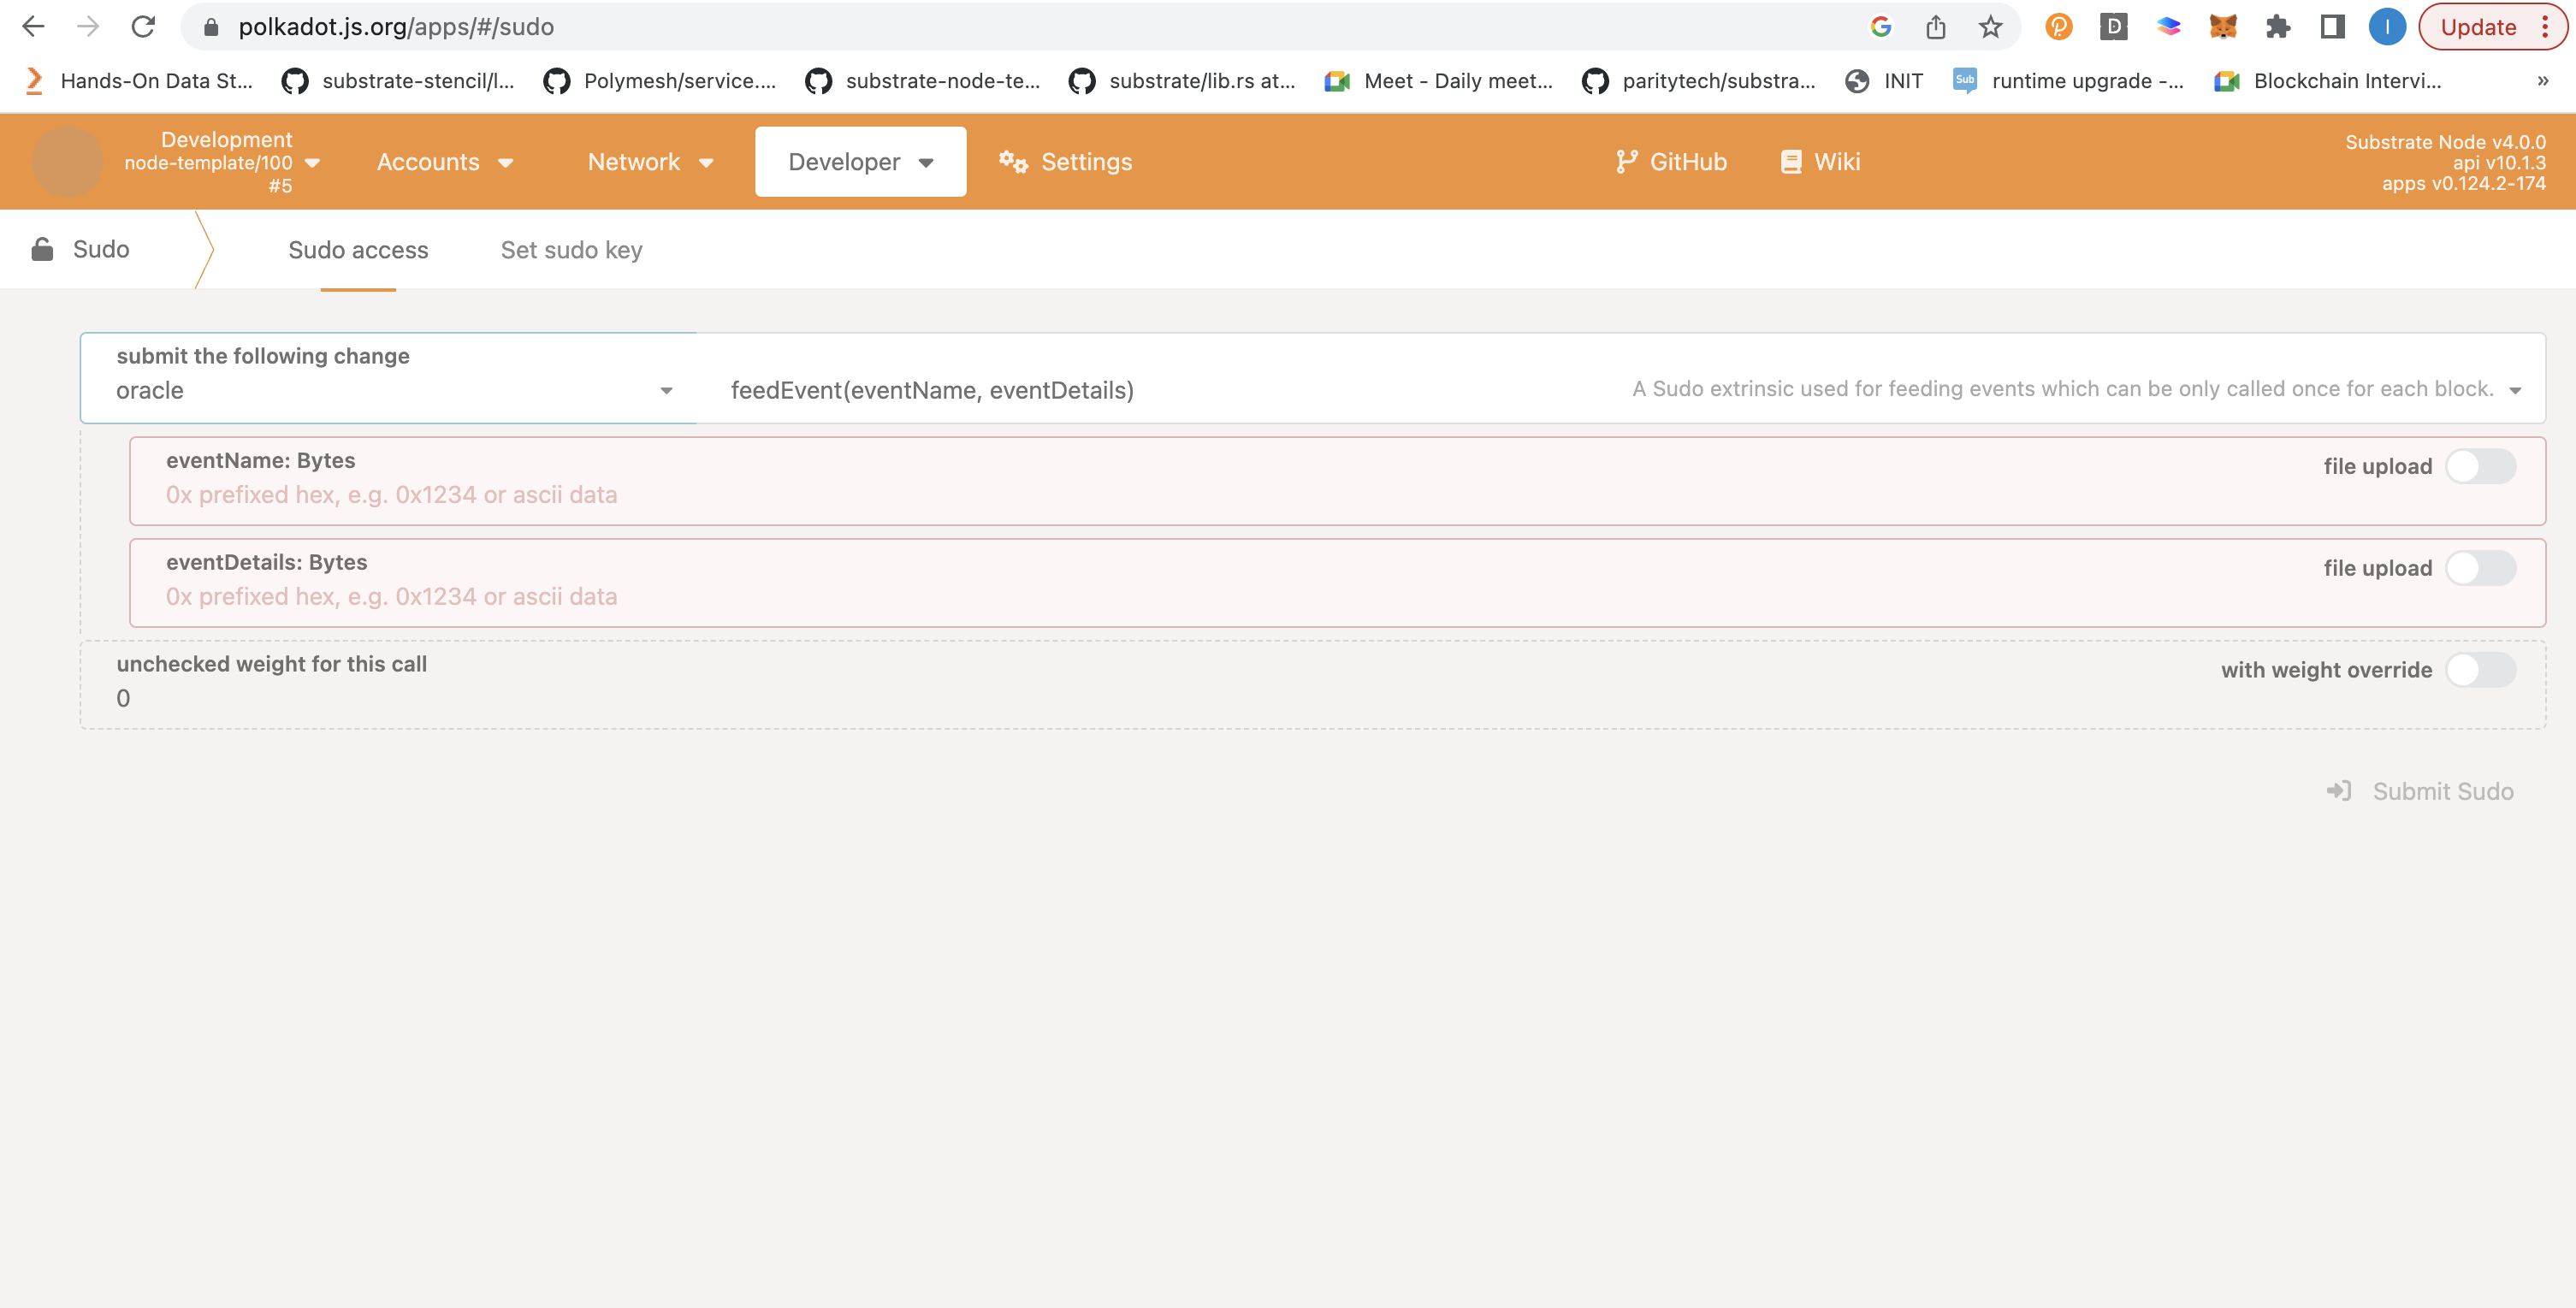 polkadot.js.org/apps/#/sudo
D
I
Update
Hands-On Data St...
substrate-stencil/l...
Polymesh/service....
substrate-node-te...
substrate/lib.rs at...
Meet - Daily meet...
paritytech/substra...
INIT
Sub
runtime upgrade -...
Blockchain Intervi...
»
Development
node-template/100
#5
Accounts
Network
Developer
Settings
GitHub
Wiki
Substrate Node v4.0.0
api v10.1.3
apps v0.124.2-174
Sudo
Sudo access
Set sudo key
submit the following change
oracle
feedEvent(eventName, eventDetails)
A Sudo extrinsic used for feeding events which can be only called once for each block.
eventName: Bytes
0x prefixed hex, e.g. 0x1234 or ascii data
file upload
eventDetails: Bytes
0x prefixed hex, e.g. 0x1234 or ascii data
file upload
unchecked weight for this call
0
with weight override
Submit Sudo